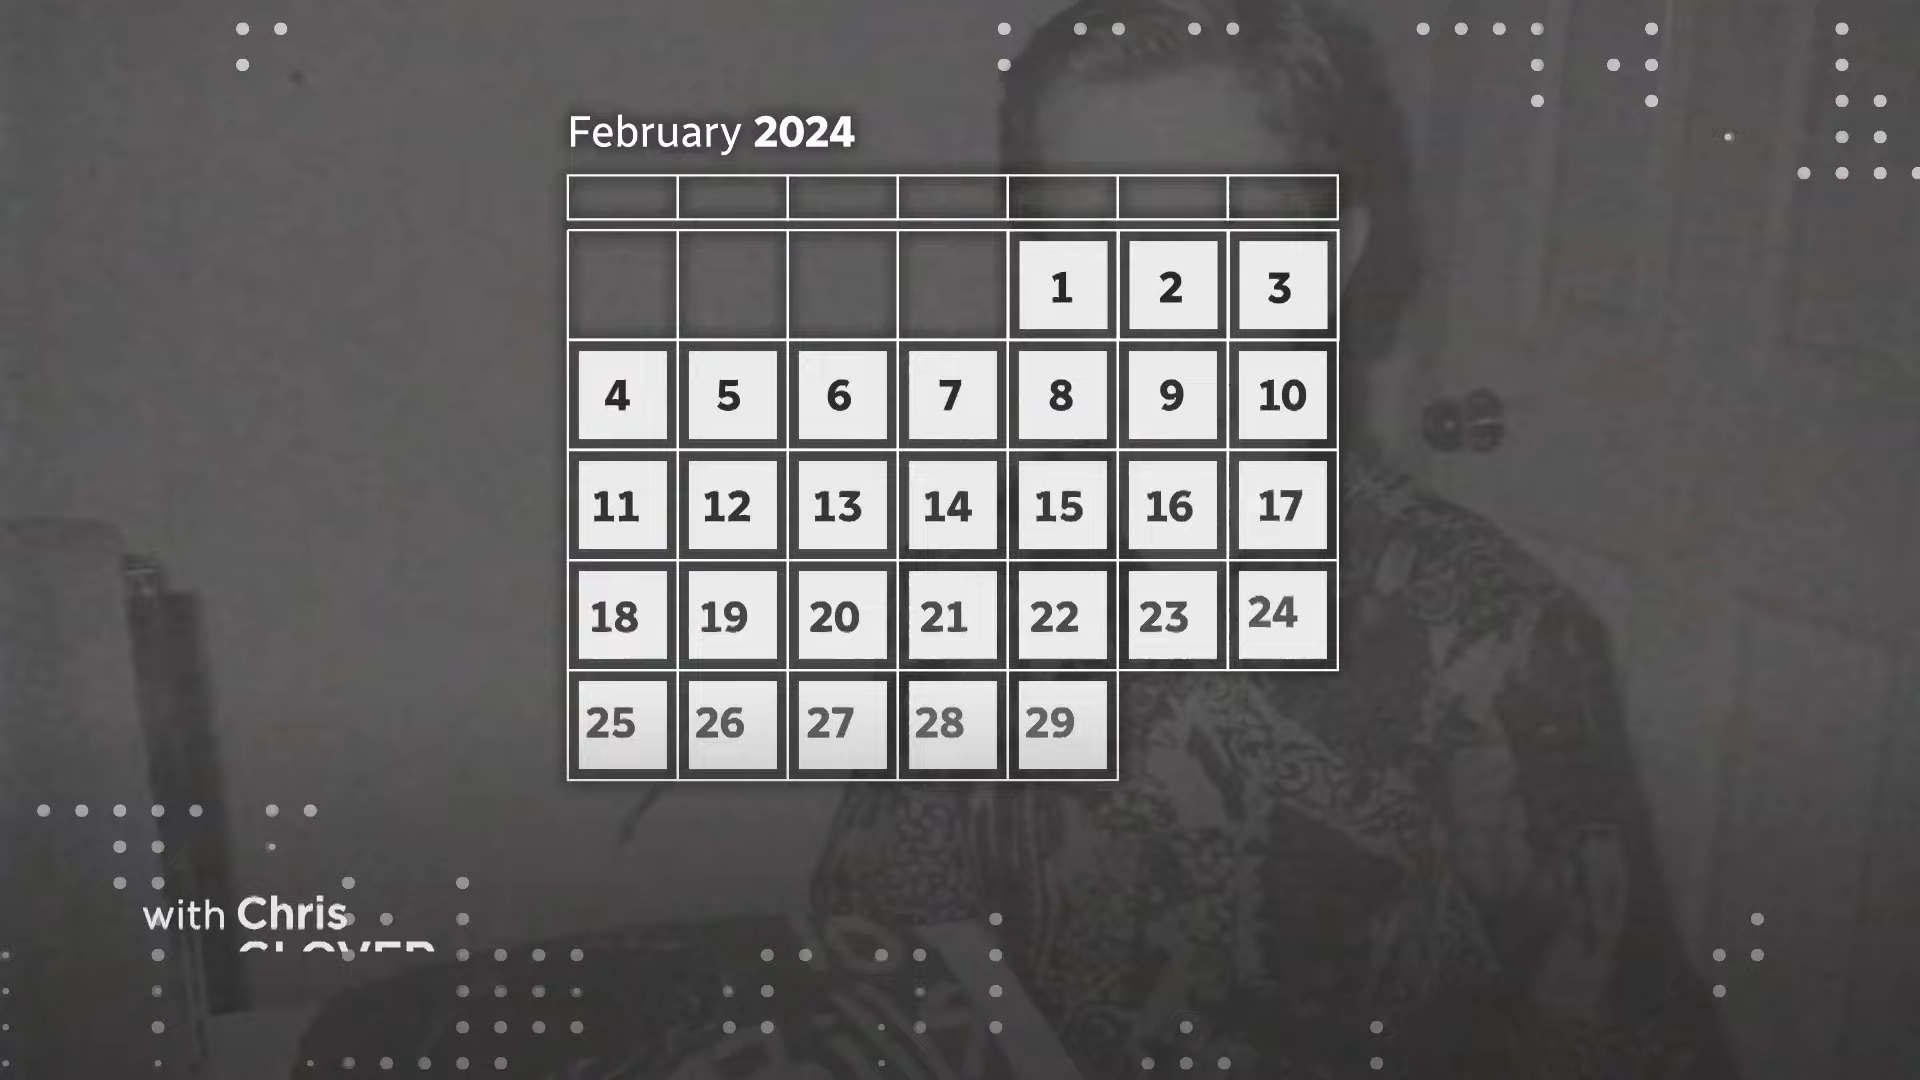 February 2024
1 2 3
4 5 6 7 8 9 10
11 12 13 14 15 16 17
18 19 20 21 22 23 24
25 26 27 28 29
with Chris